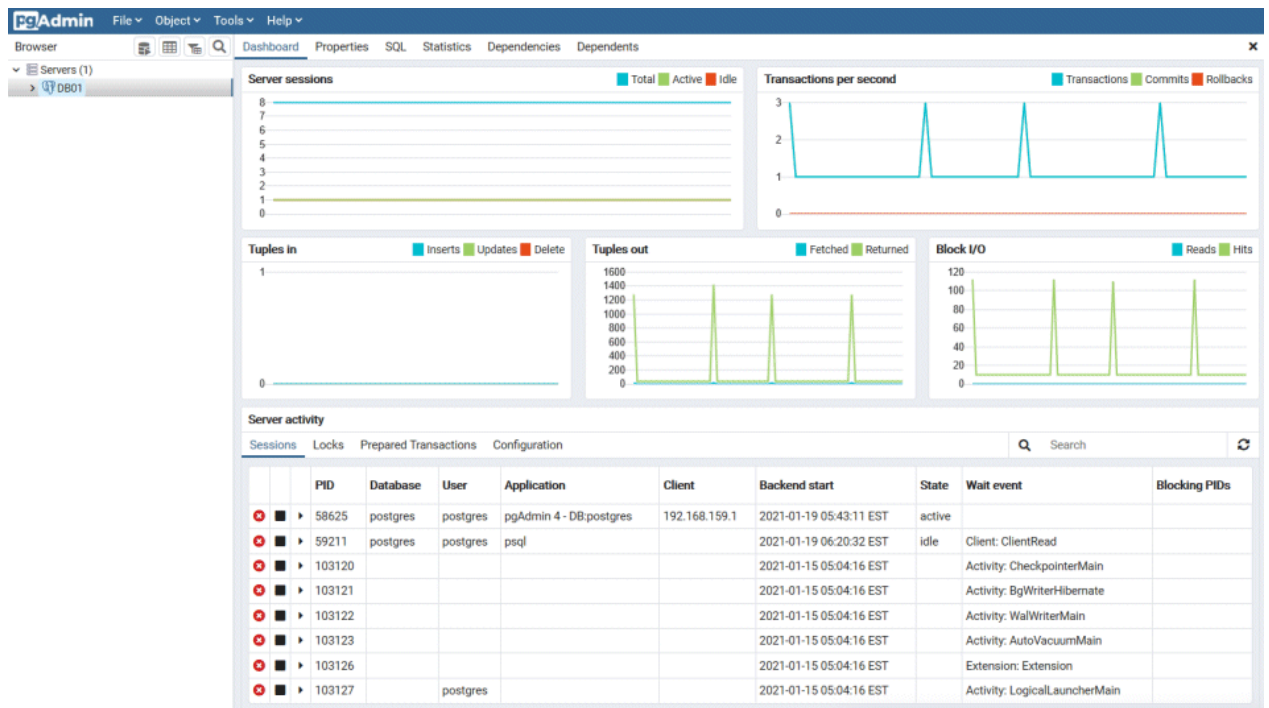 pgAdmin File Object Tools Help
Browser Dashboard Properties SQL Statistics Dependencies Dependents
Servers (1)
DB01
Server sessions Total Active Idle
8
7
6
5
4
3
2
1
0
Transactions per second Transactions Commits Rollbacks
3
2
1
0
Tuples in Inserts Updates Delete
1
0
Tuples out Fetched Returned
1600
1400
1200
1000
800
600
400
200
0
Block I/O Reads Hits
120
100
80
60
40
20
0
Server activity
Sessions Locks Prepared Transactions Configuration Search
PID Database User Application Client Backend start State Wait event Blocking PIDs
58625 postgres postgres pgAdmin 4 - DB:postgres 192.168.159.1 2021-01-19 05:43:11 EST active
59211 postgres postgres psql 2021-01-19 06:20:32 EST idle Client: ClientRead
103120 2021-01-15 05:04:16 EST Activity: CheckpointerMain
103121 2021-01-15 05:04:16 EST Activity: BgWriterHibernate
103122 2021-01-15 05:04:16 EST Activity: WalWriterMain
103123 2021-01-15 05:04:16 EST Activity: AutoVacuumMain
103126 2021-01-15 05:04:16 EST Extension: Extension
103127 postgres 2021-01-15 05:04:16 EST Activity: LogicalLauncherMain